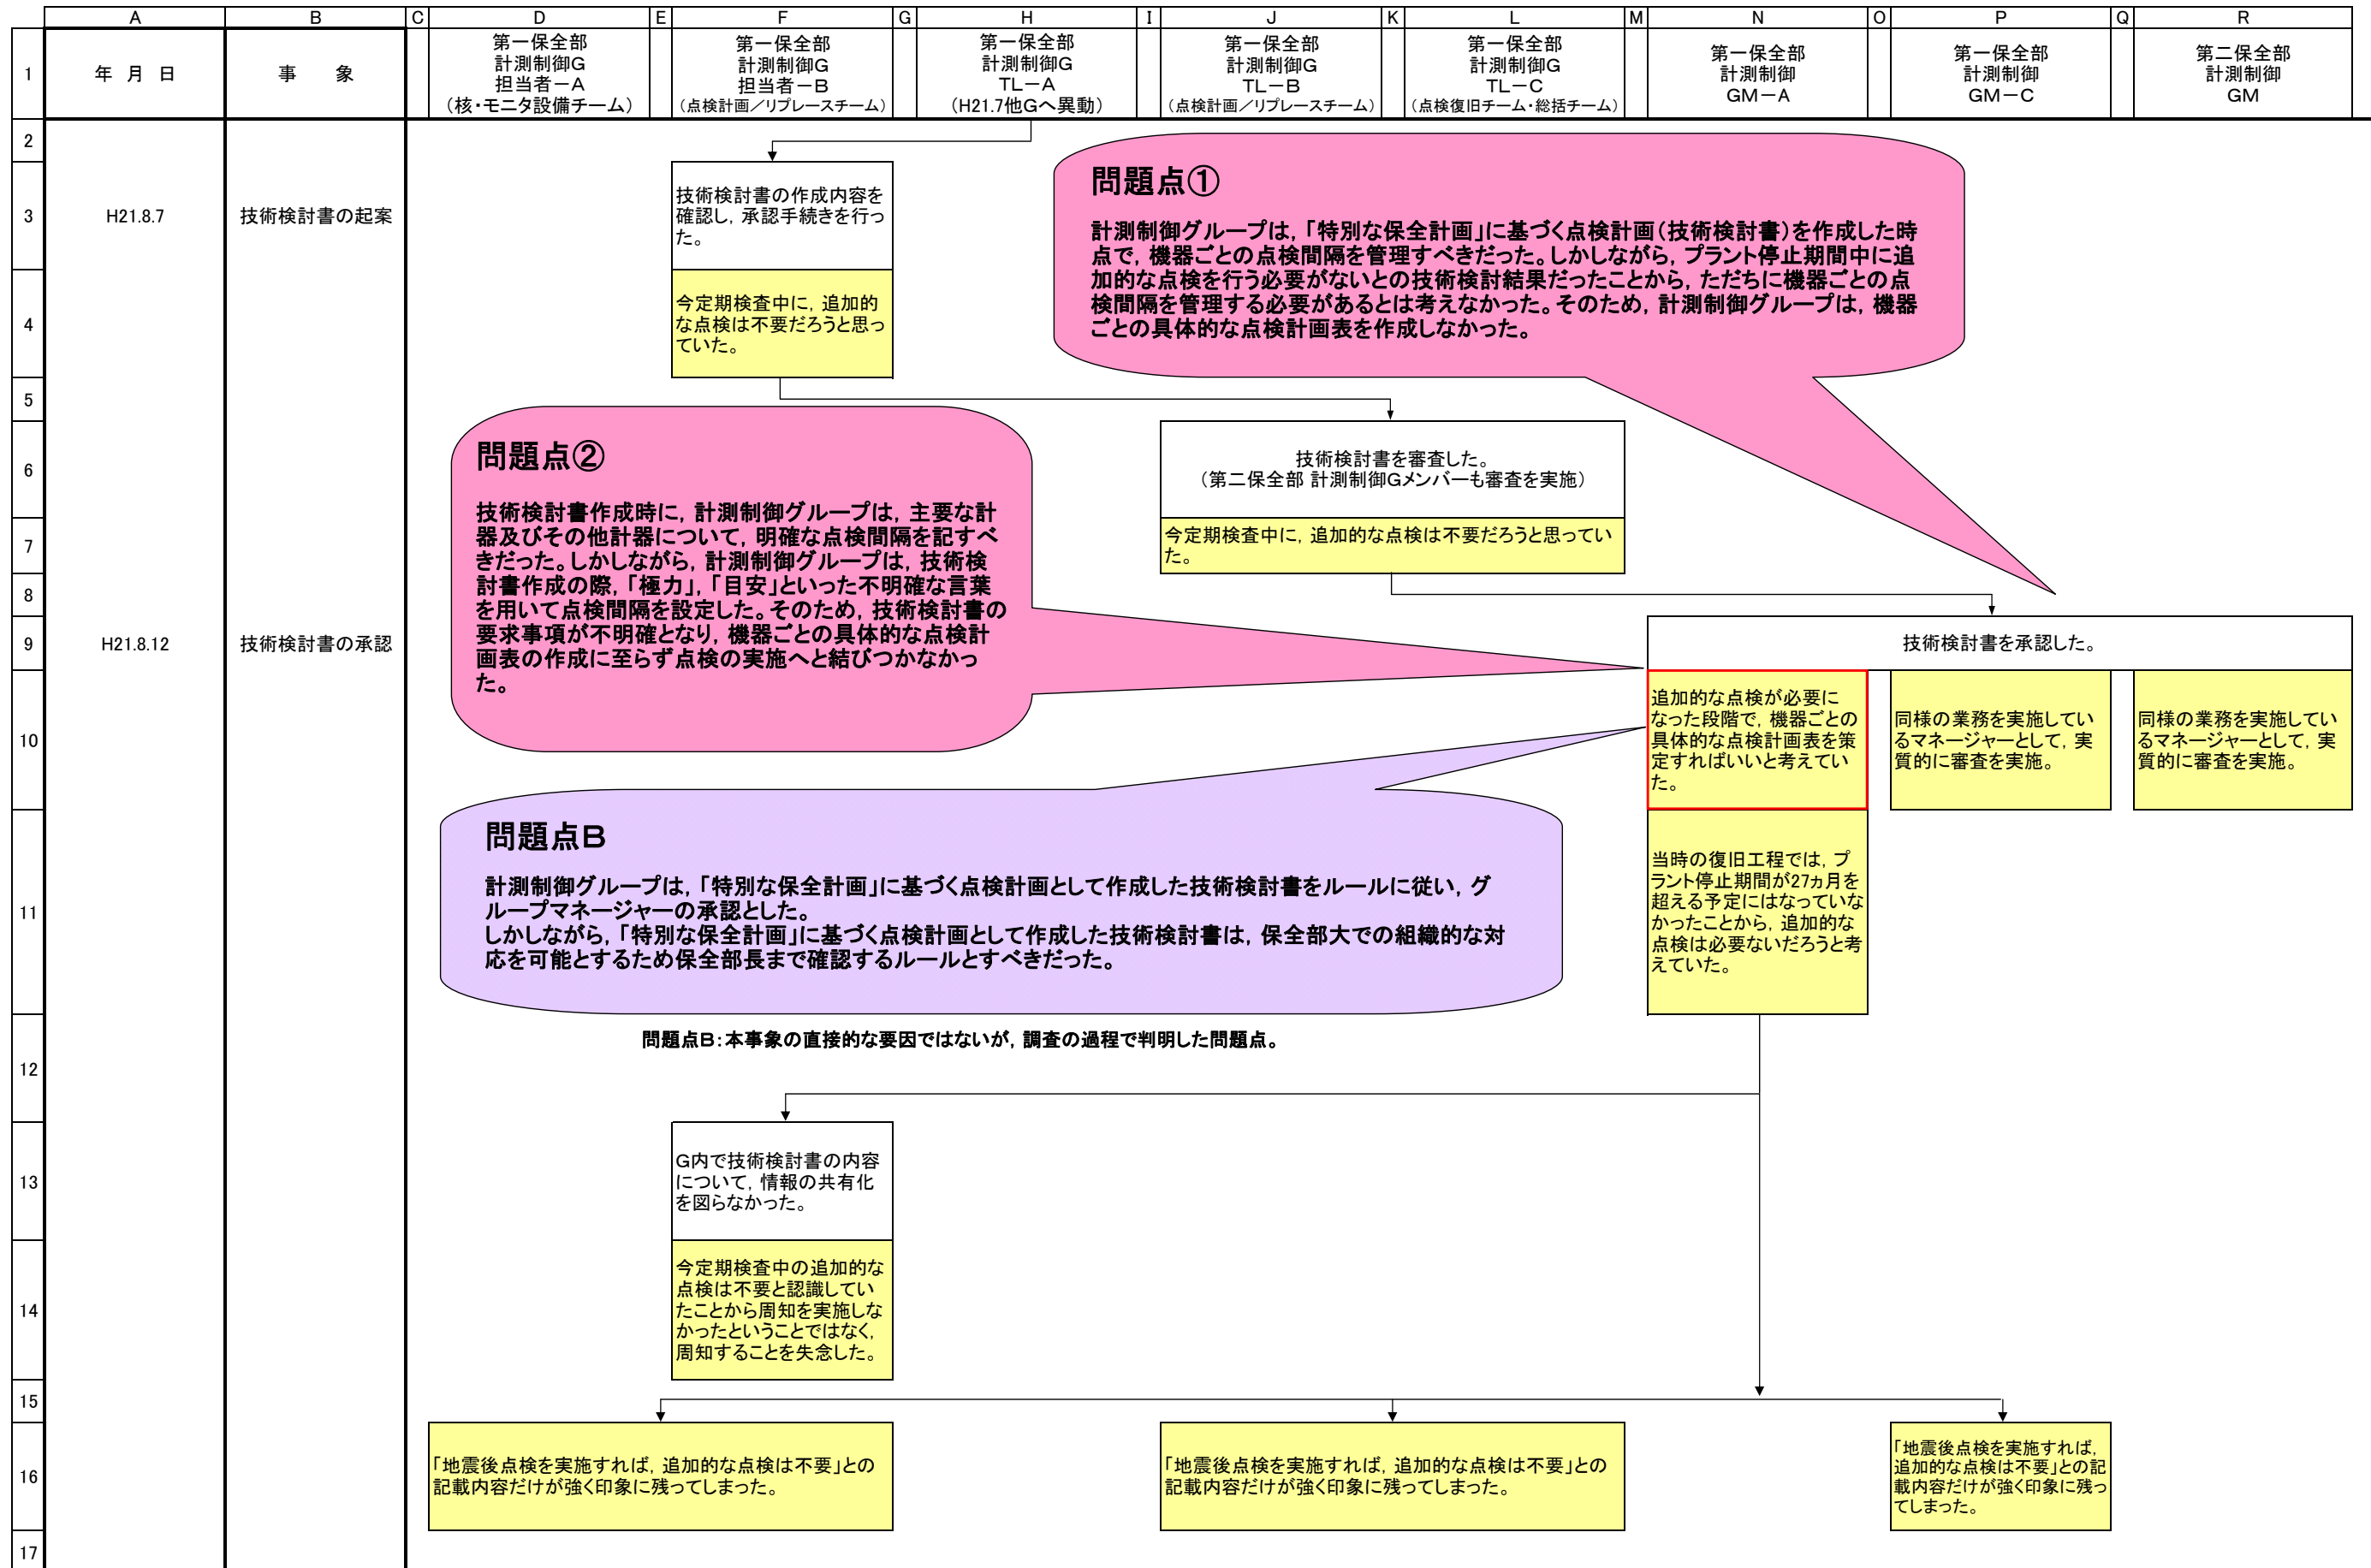 A B C D E F G H I J K L M N O P Q R
1
年 月 日
事 象
第一保全部
計測制御G
担当者－A
（核・モニタ設備チーム）
第一保全部
計測制御G
担当者－B
（点検計画／リプレースチーム）
第一保全部
計測制御G
TL－A
（H21.7他Gへ異動）
第一保全部
計測制御G
TL－B
（点検計画／リプレースチーム）
第一保全部
計測制御G
TL－C
（点検復旧チーム・総括チーム）
第一保全部
計測制御
GM－A
第一保全部
計測制御
GM－C
第二保全部
計測制御
GM
2
3
H21.8.7
技術検討書の起案
技術検討書の作成内容を
確認し，承認手続きを行っ
た。
問題点①
計測制御グループは，「特別な保全計画」に基づく点検計画（技術検討書）を作成した時
点で，機器ごとの点検間隔を管理すべきだった。しかしながら，プラント停止期間中に追
加的な点検を行う必要がないとの技術検討結果だったことから，ただちに機器ごとの点
検間隔を管理する必要があるとは考えなかった。そのため，計測制御グループは，機器
ごとの具体的な点検計画表を作成しなかった。
4
今定期検査中に，追加的
な点検は不要だろうと思っ
ていた。
5
問題点②
技術検討書作成時に，計測制御グループは，主要な計
器及びその他計器について，明確な点検間隔を記すべ
きだった。しかしながら，計測制御グループは，技術検
討書作成の際，「極力」，「目安」といった不明確な言葉
を用いて点検間隔を設定した。そのため，技術検討書の
要求事項が不明確となり，機器ごとの具体的な点検計
画表の作成に至らず点検の実施へと結びつかなかっ
た。
6
技術検討書を審査した。
（第二保全部 計測制御Gメンバーも審査を実施）
7
今定期検査中に，追加的な点検は不要だろうと思ってい
た。
8
9
H21.8.12
技術検討書の承認
技術検討書を承認した。
10
追加的な点検が必要に
なった段階で，機器ごとの
具体的な点検計画表を策
定すればいいと考えてい
た。
同様の業務を実施してい
るマネージャーとして，実
質的に審査を実施。
同様の業務を実施してい
るマネージャーとして，実
質的に審査を実施。
問題点B
計測制御グループは，「特別な保全計画」に基づく点検計画として作成した技術検討書をルールに従い，グ
ループマネージャーの承認とした。
しかしながら，「特別な保全計画」に基づく点検計画として作成した技術検討書は，保全部大での組織的な対
応を可能とするため保全部長まで確認するルールとすべきだった。
11
当時の復旧工程では，プ
ラント停止期間が27ヵ月を
超える予定にはなっていな
かったことから，追加的な
点検は必要ないだろうと考
えていた。
問題点B：本事象の直接的な要因ではないが，調査の過程で判明した問題点。
12
13
G内で技術検討書の内容
について，情報の共有化
を図らなかった。
14
今定期検査中の追加的な
点検は不要と認識してい
たことから周知を実施しな
かったということではなく，
周知することを失念した。
15
16
「地震後点検を実施すれば，追加的な点検は不要」との
記載内容だけが強く印象に残ってしまった。
「地震後点検を実施すれば，追加的な点検は不要」との
記載内容だけが強く印象に残ってしまった。
「地震後点検を実施すれば，
追加的な点検は不要」との記
載内容だけが強く印象に残っ
てしまった。
17